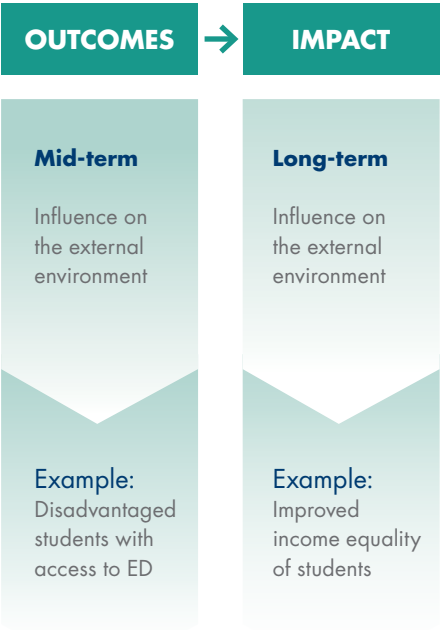 OUTCOMES
IMPACT
Mid-term
Influence on
the external
environment
Example:
Disadvantaged
students with
access to ED
Long-term
Influence on
the external
environment
Example:
Improved
income equality
of students